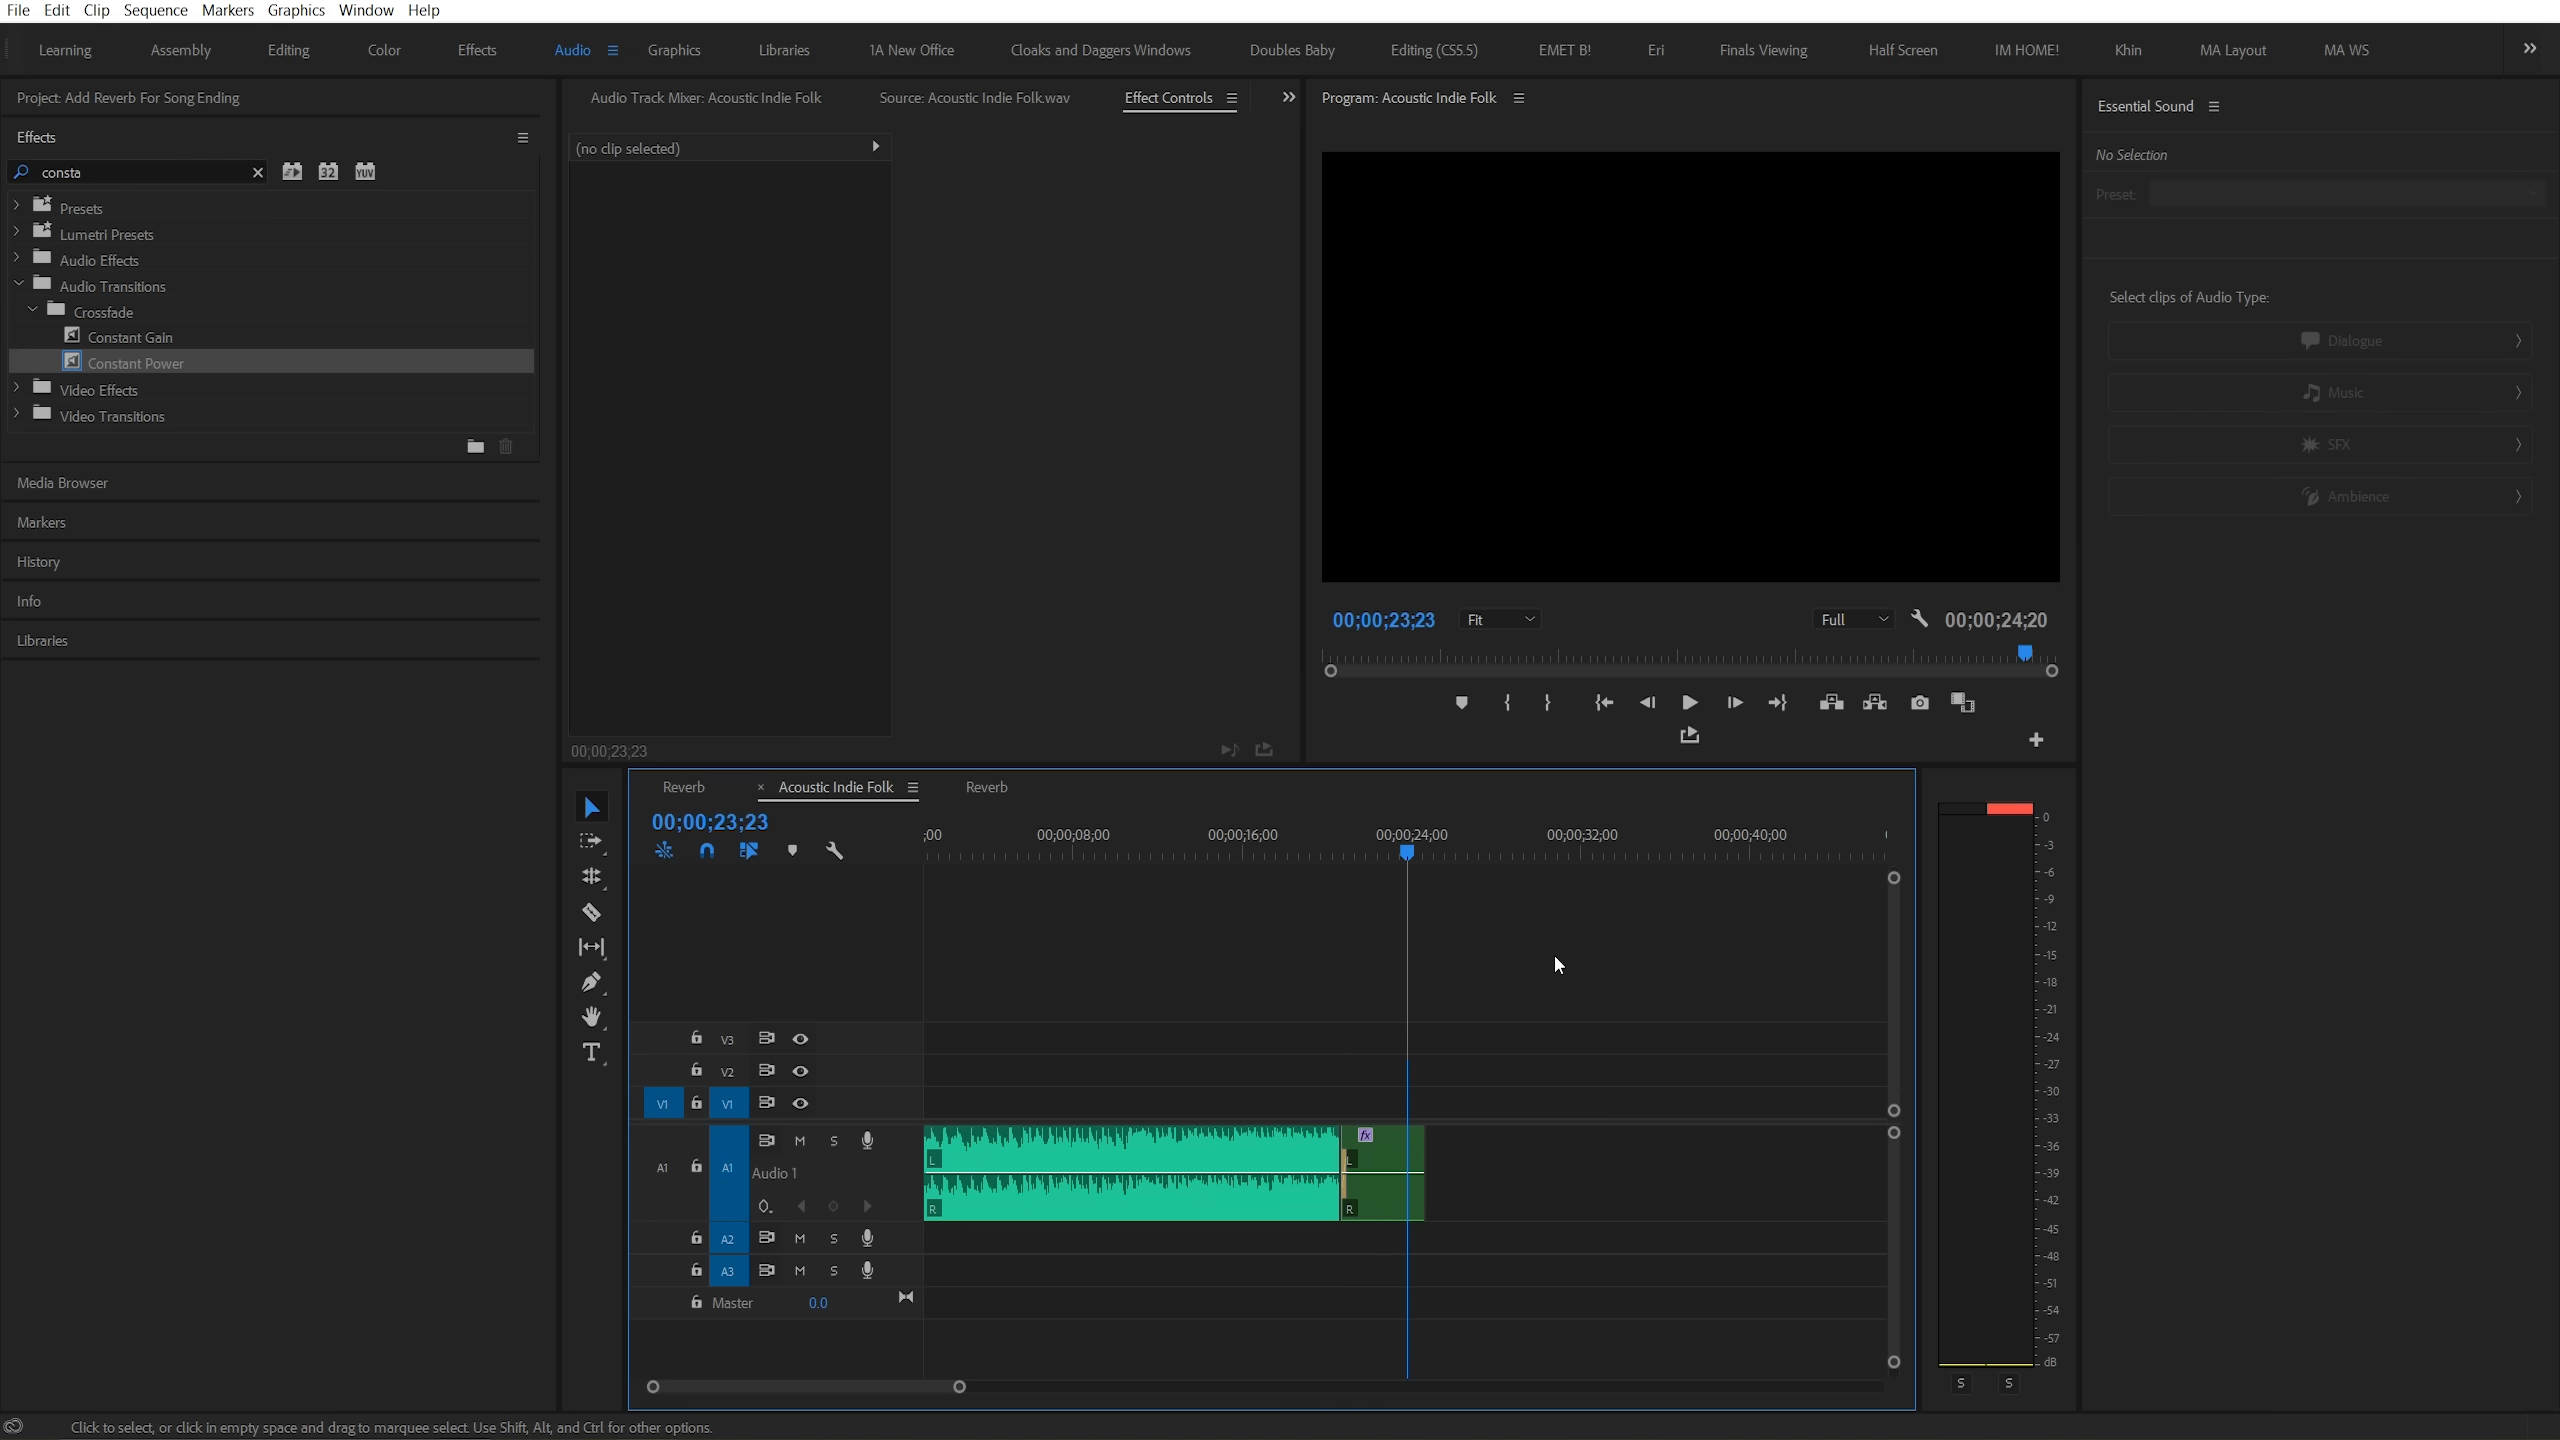 File Edit Clip Sequence Markers Graphics Window Help
Learning Assembly Editing Color Effects Audio Graphics Libraries 1A New Office Cloaks and Daggers Windows Doubles Baby Editing (CS5.5) EMET B! Eri Finals Viewing Half Screen IM HOME! Khin MA Layout MA WS
Project: Add Reverb For Song Ending
Effects
consta
32 YUV
Presets
Lumetri Presets
Audio Effects
Audio Transitions
Crossfade
Constant Gain
Constant Power
Video Effects
Video Transitions
Media Browser
Markers
History
Info
Libraries
Audio Track Mixer: Acoustic Indie Folk Source: Acoustic Indie Folk.wav Effect Controls
(no clip selected)
00;00;23;23
Program: Acoustic Indie Folk
00;00;23;23 Fit Full 00;00;24;20
Essential Sound
No Selection
Preset:
Select clips of Audio Type:
Dialogue
Music
SFX
Ambience
Reverb × Acoustic Indie Folk Reverb
00;00;23;23
;00 00;00;08;00 00;00;16;00 00;00;24;00 00;00;32;00 00;00;40;00
V3
V2
V1 V1
A1 A1 M S
Audio 1
L L fx
R R
A2 M S
A3 M S
Master 0.0
0
-3
-6
-9
-12
-15
-18
-21
-24
-27
-30
-33
-36
-39
-42
-45
-48
-51
-54
-57
dB
S S
Click to select, or click in empty space and drag to marquee select. Use Shift, Alt, and Ctrl for other options.